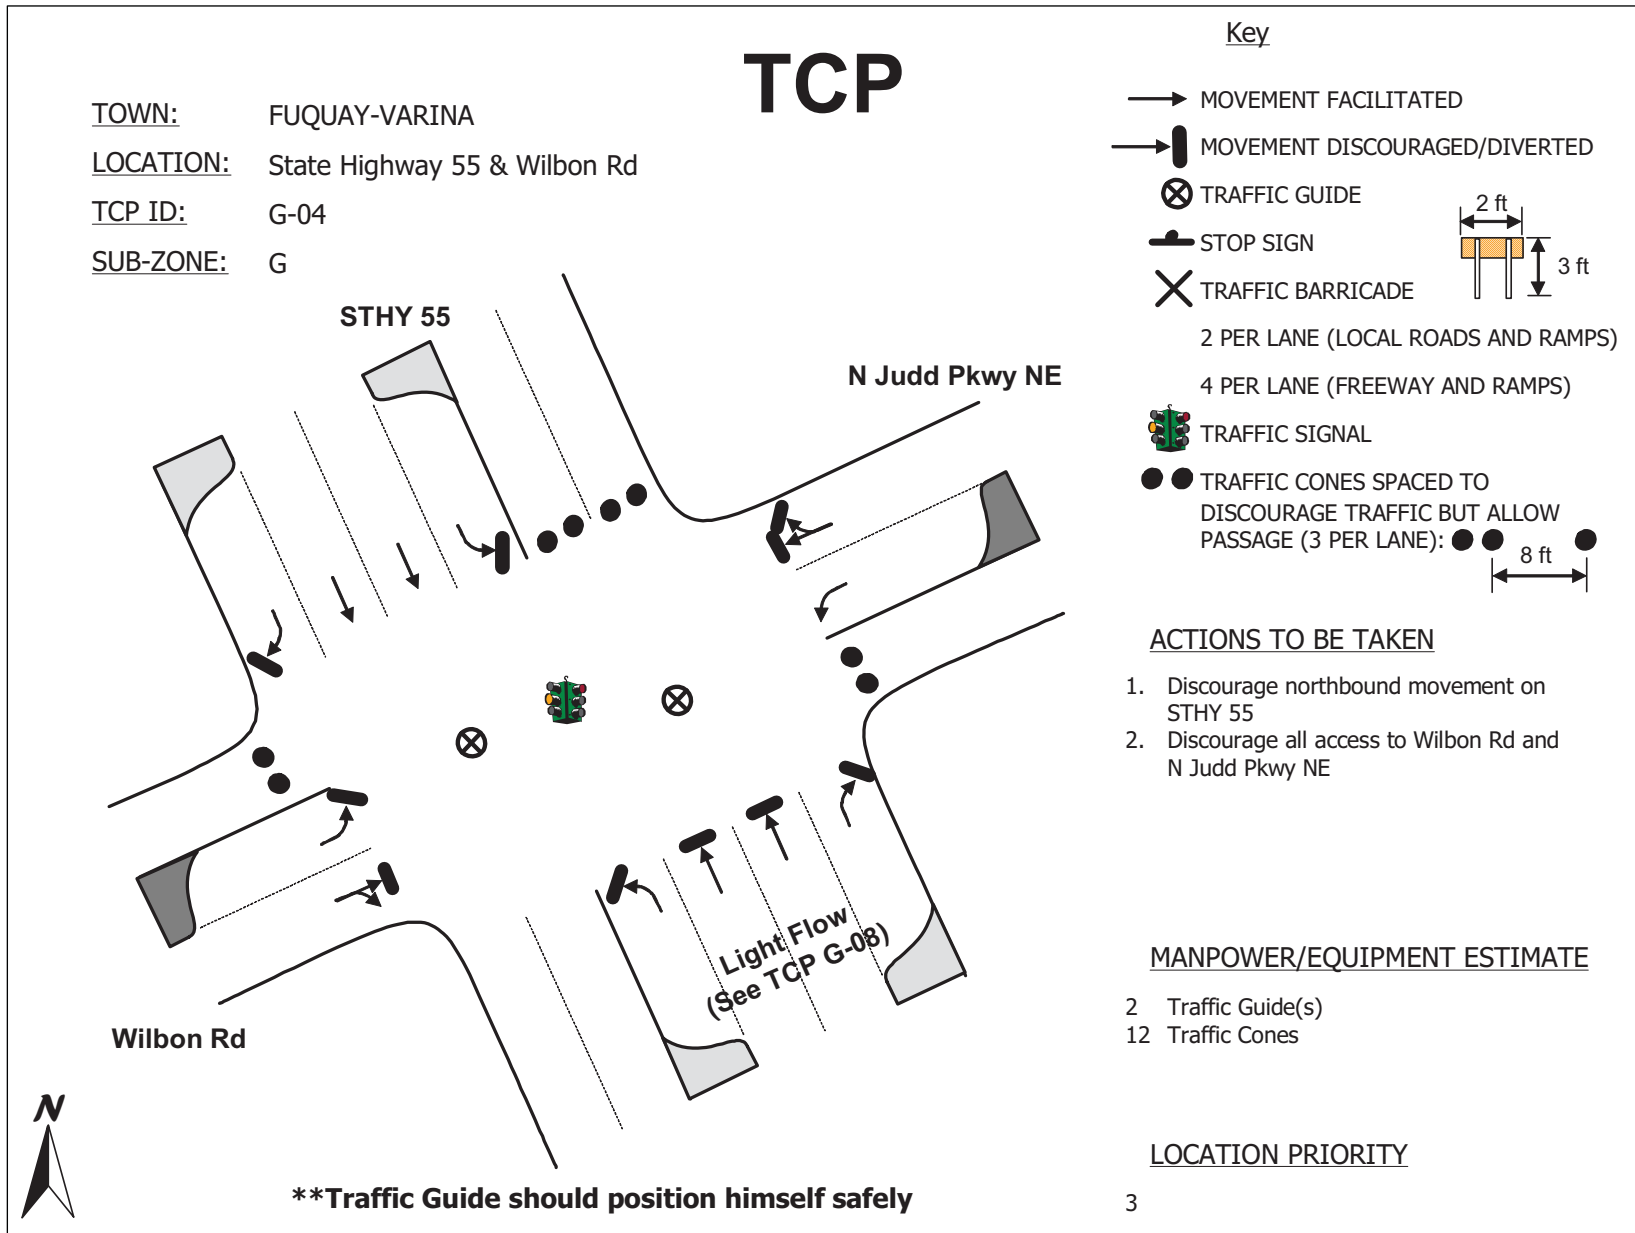 TCP
TOWN: FUQUAY-VARINA
LOCATION: State Highway 55 & Wilbon Rd
TCP ID: G-04
SUB-ZONE: G
STHY 55
N Judd Pkwy NE
Light Flow
(See TCP G-08)
Wilbon Rd
N
**Traffic Guide should position himself safely
Key
MOVEMENT FACILITATED
MOVEMENT DISCOURAGED/DIVERTED
TRAFFIC GUIDE
2 ft
STOP SIGN
3 ft
TRAFFIC BARRICADE
2 PER LANE (LOCAL ROADS AND RAMPS)
4 PER LANE (FREEWAY AND RAMPS)
TRAFFIC SIGNAL
TRAFFIC CONES SPACED TO
DISCOURAGE TRAFFIC BUT ALLOW
PASSAGE (3 PER LANE):
8 ft
ACTIONS TO BE TAKEN
1. Discourage northbound movement on
STHY 55
2. Discourage all access to Wilbon Rd and
N Judd Pkwy NE
MANPOWER/EQUIPMENT ESTIMATE
2 Traffic Guide(s)
12 Traffic Cones
LOCATION PRIORITY
3